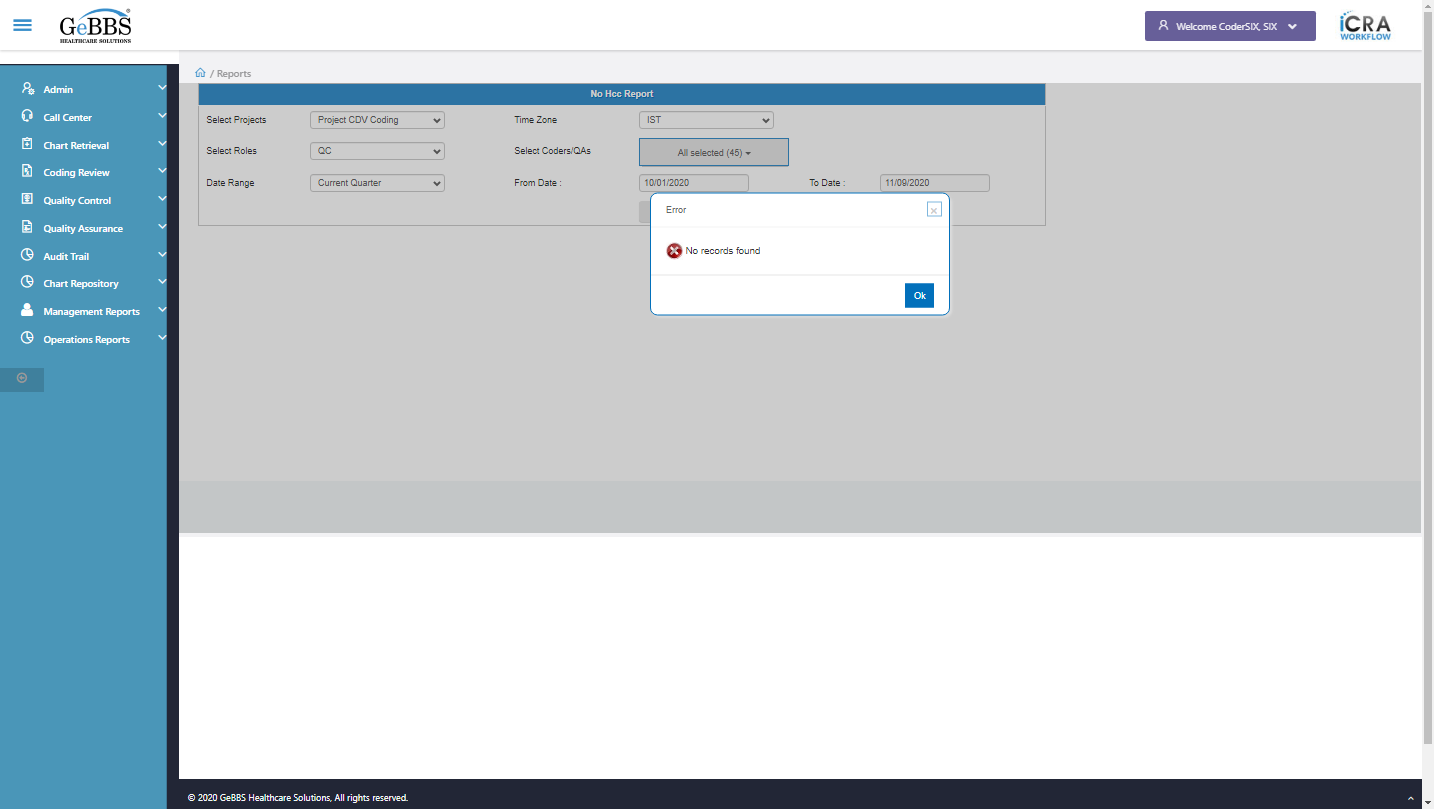 GeBBS®
HEALTHCARE SOLUTIONS
Welcome CoderSIX, SIX
iCRA
WORKFLOW
/ Reports
Admin
Call Center
Chart Retrieval
Coding Review
Quality Control
Quality Assurance
Audit Trail
Chart Repository
Management Reports
Operations Reports
No Hcc Report
Select Projects Project CDV Coding Time Zone IST
Select Roles QC Select Coders/QAs All selected (45)
Date Range Current Quarter From Date : 10/01/2020 To Date : 11/09/2020
Error
No records found
Ok
© 2020 GeBBS Healthcare Solutions, All rights reserved.